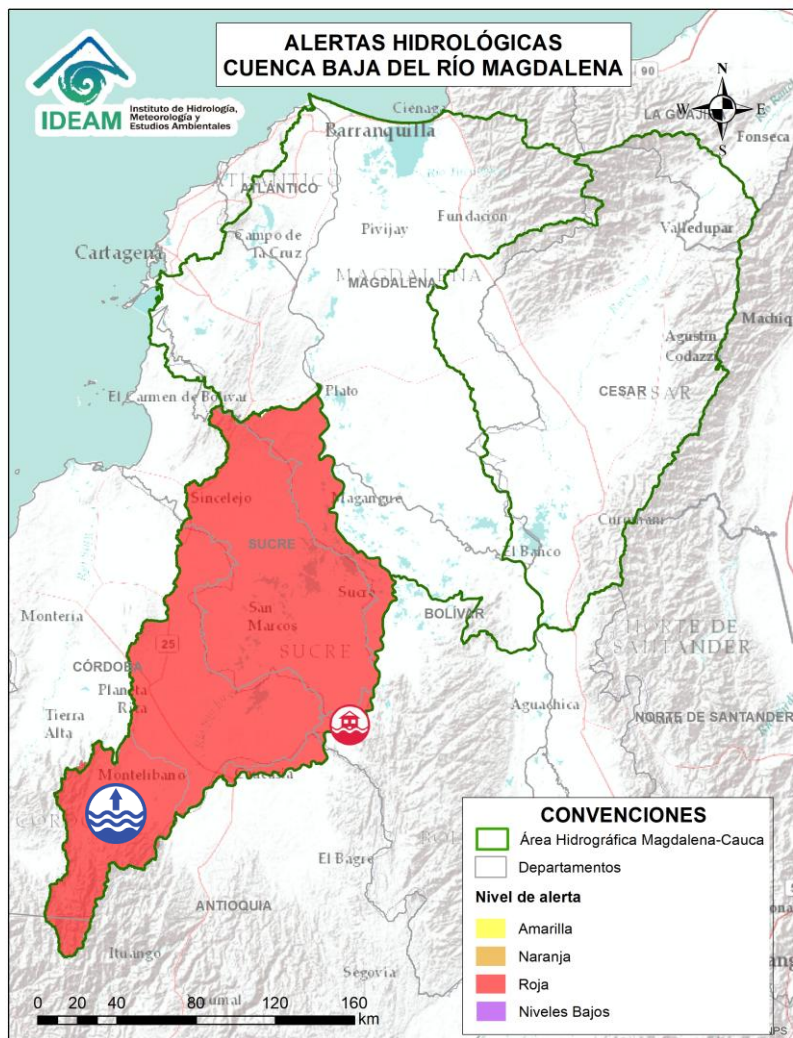 ALERTAS HIDROLÓGICAS
CUENCA BAJA DEL RÍO MAGDALENA
IDEAM
Instituto de Hidrología,
Meteorología y
Estudios Ambientales
90
N
W
E
S
Ciénaga
LA GUAJIRA
Barranquilla
Fonseca
ATLÁNTICO
Fundación
Pivijay
Valledupar
Campo de
la Cruz
Cartagena
MAGDALENA
MAGDALENA
Machiq
Agustín
Codazzi
El Carmen de Bolívar
Plato
CESAR
CESAR
Sincelejo
Magangué
Curumaní
SUCRE
El Banco
Sucre
BOLÍVAR
San
Marcos
Montería
NORTE DE
SANTANDER
25
SUCRE
CÓRDOBA
Planeta
Rica
Aguachica
Tierra
Alta
NORTE DE SANTANDER
Montelíbano
Caucasia
El Bagre
ANTIOQUIA
Ituango
Segovia
CONVENCIONES
Área Hidrográfica Magdalena-Cauca
Departamentos
Nivel de alerta
Amarilla
Naranja
Roja
Niveles Bajos
0 20 40 80 120 160
km